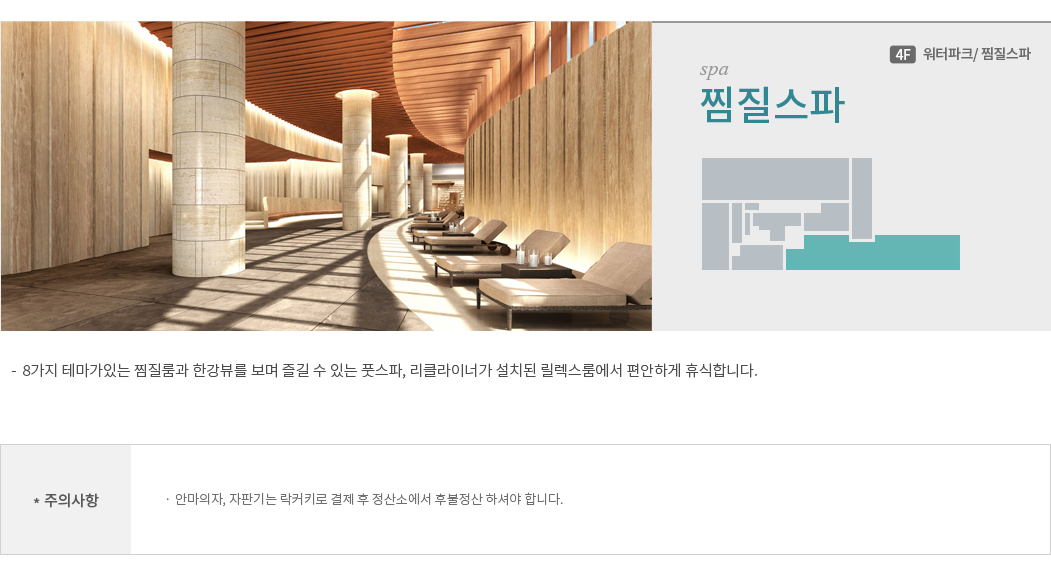 4F 워터파크/ 찜질스파
spa
찜질스파
- 8가지 테마가있는 찜질룸과 한강뷰를 보며 즐길 수 있는 풋스파, 리클라이너가 설치된 릴렉스룸에서 편안하게 휴식합니다.
* 주의사항
· 안마의자, 자판기는 락커키로 결제 후 정산소에서 후불정산 하셔야 합니다.